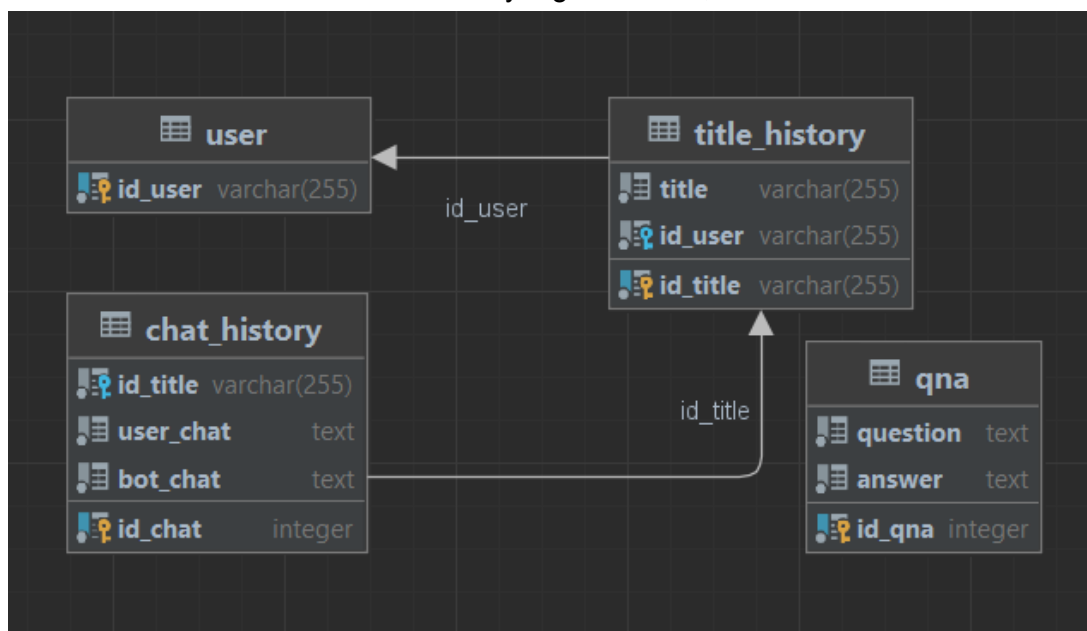 user
id_user varchar(255)
id_user
title_history
title varchar(255)
id_user varchar(255)
id_title varchar(255)
chat_history
id_title varchar(255)
user_chat text
bot_chat text
id_chat integer
id_title
qna
question text
answer text
id_qna integer